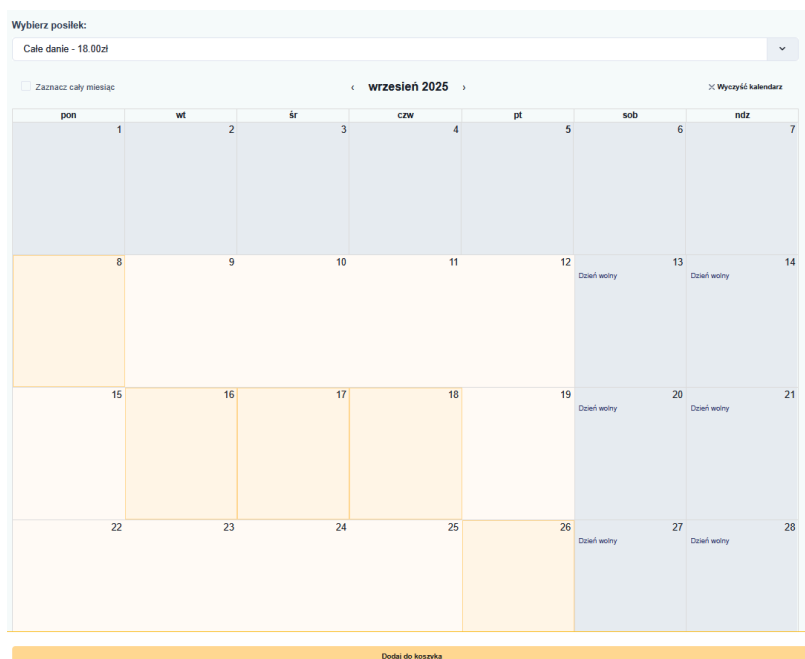 Wybierz posiłek:
Całe danie - 18.00zł
Zaznacz cały miesiąc
‹ wrzesień 2025 ›
Wyczyść kalendarz
pon wt śr czw pt sob ndz
1 2 3 4 5 6 7
8 9 10 11 12 13 14
Dzień wolny Dzień wolny
15 16 17 18 19 20 21
Dzień wolny Dzień wolny
22 23 24 25 26 27 28
Dzień wolny Dzień wolny
Dodaj do koszyka